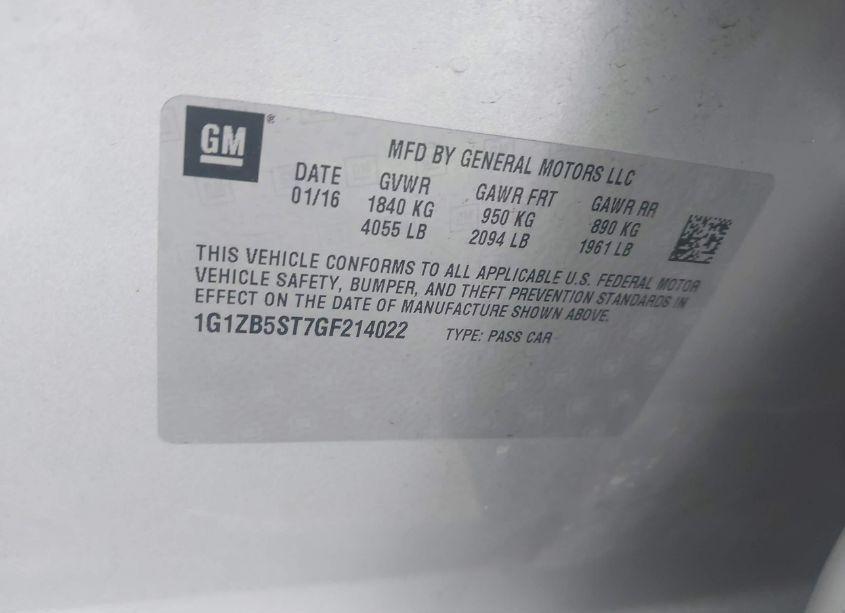 GM®
MFD BY GENERAL MOTORS LLC
DATE GVWR GAWR FRT GAWR RR
01/16 1840 KG 950 KG 890 KG
4055 LB 2094 LB 1961 LB
THIS VEHICLE CONFORMS TO ALL APPLICABLE U.S. FEDERAL MOTOR
VEHICLE SAFETY, BUMPER, AND THEFT PREVENTION STANDARDS IN
EFFECT ON THE DATE OF MANUFACTURE SHOWN ABOVE.
1G1ZB5ST7GF214022 TYPE: PASS CAR